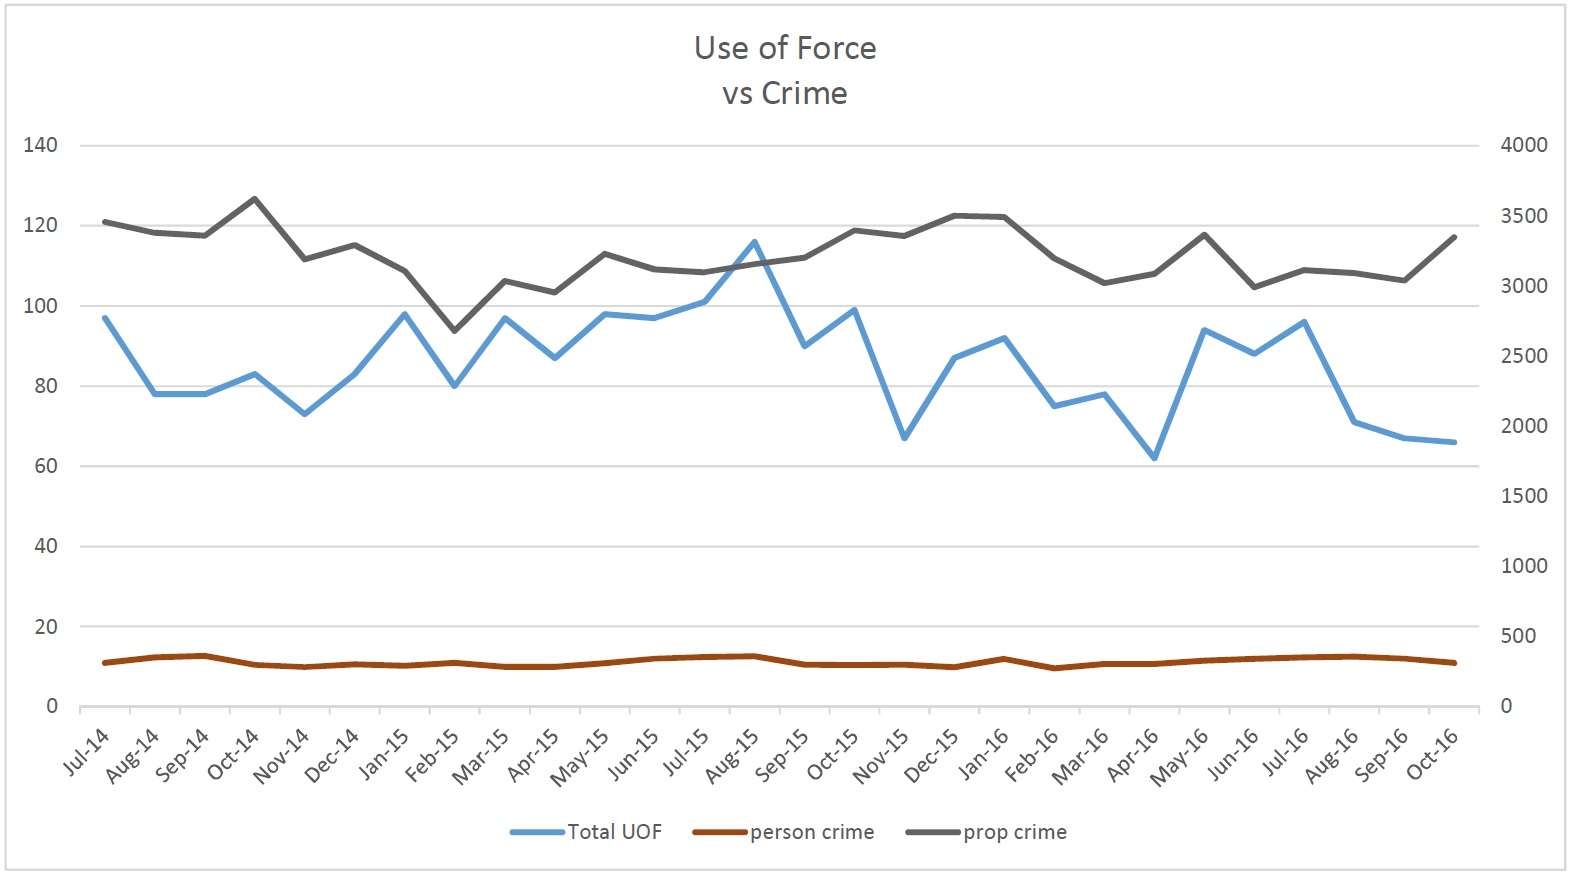 Use of Force
vs Crime
140
120
100
80
60
40
20
0
4000
3500
3000
2500
2000
1500
1000
500
0
Jul-14
Aug-14
Sep-14
Oct-14
Nov-14
Dec-14
Jan-15
Feb-15
Mar-15
Apr-15
May-15
Jun-15
Jul-15
Aug-15
Sep-15
Oct-15
Nov-15
Dec-15
Jan-16
Feb-16
Mar-16
Apr-16
May-16
Jun-16
Jul-16
Aug-16
Sep-16
Oct-16
Total UOF
person crime
prop crime